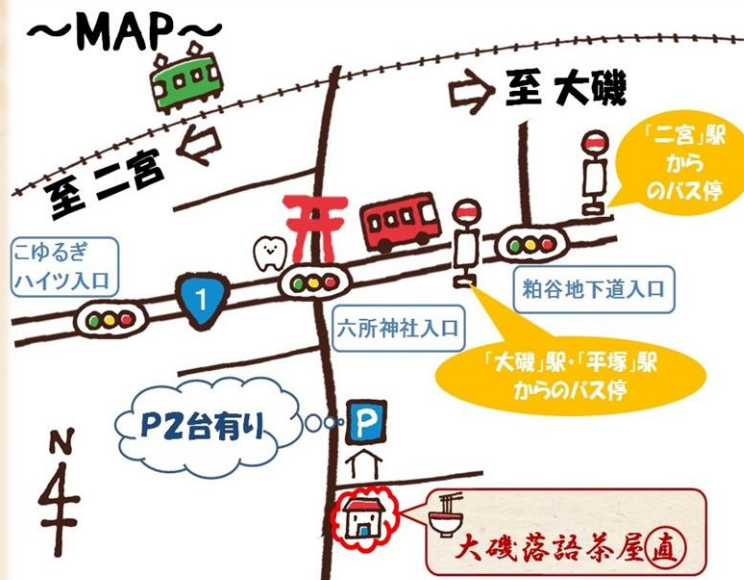 ～MAP～
至 大磯
至 二宮
「二宮」駅
から
のバス停
こゆるぎ
ハイツ入口
1
粕谷地下道入口
六所神社入口
「大磯」駅・「平塚」駅
からのバス停
P2台有り
P
N
大磯落語茶屋直